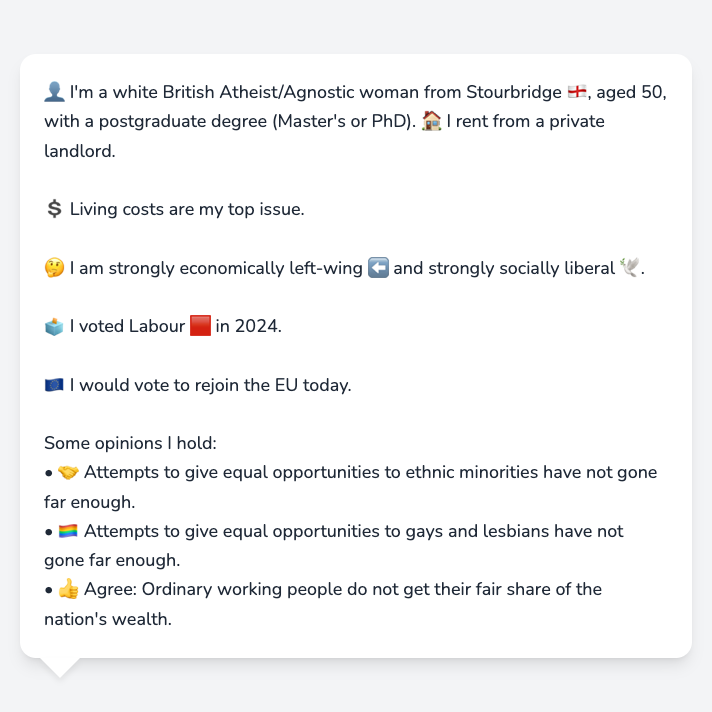 👤 I'm a white British Atheist/Agnostic woman from Stourbridge 🏴󠁧󠁢󠁥󠁮󠁧󠁿, aged 50,
with a postgraduate degree (Master's or PhD). 🏠 I rent from a private
landlord.
💲 Living costs are my top issue.
🤔 I am strongly economically left-wing ⬅️ and strongly socially liberal 🕊️.
🗳️ I voted Labour 🟥 in 2024.
🇪🇺 I would vote to rejoin the EU today.
Some opinions I hold:
• 🤝 Attempts to give equal opportunities to ethnic minorities have not gone
far enough.
• 🏳️‍🌈 Attempts to give equal opportunities to gays and lesbians have not
gone far enough.
• 👍 Agree: Ordinary working people do not get their fair share of the
nation's wealth.